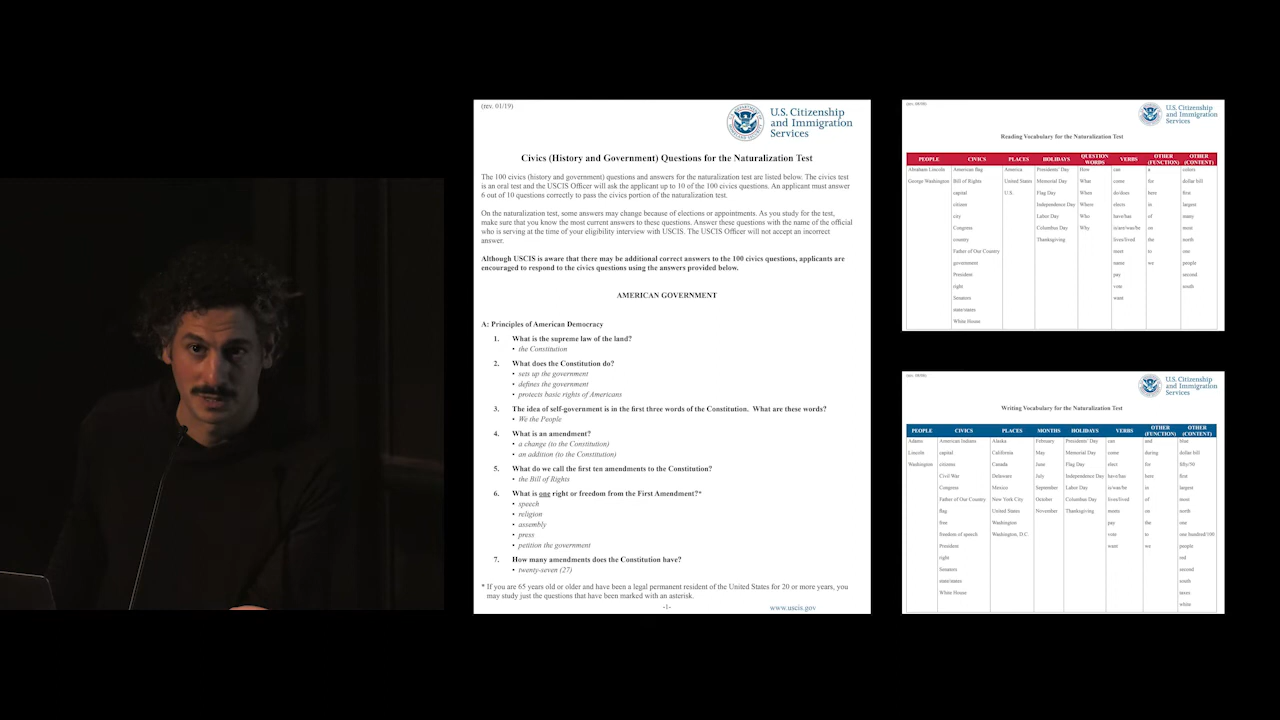 (rev. 01/19)
U.S. Citizenship
and Immigration
Services
Civics (History and Government) Questions for the Naturalization Test
The 100 civics (history and government) questions and answers for the naturalization test are listed below. The civics test
is an oral test and the USCIS Officer will ask the applicant up to 10 of the 100 civics questions. An applicant must answer
6 out of 10 questions correctly to pass the civics portion of the naturalization test.
On the naturalization test, some answers may change because of elections or appointments. As you study for the test,
make sure that you know the most current answers to these questions. Answer these questions with the name of the official
who is serving at the time of your eligibility interview with USCIS. The USCIS Officer will not accept an incorrect
answer.
Although USCIS is aware that there may be additional correct answers to the 100 civics questions, applicants are
encouraged to respond to the civics questions using the answers provided below.
AMERICAN GOVERNMENT
A: Principles of American Democracy
1. What is the supreme law of the land?
• the Constitution
2. What does the Constitution do?
• sets up the government
• defines the government
• protects basic rights of Americans
3. The idea of self-government is in the first three words of the Constitution. What are these words?
• We the People
4. What is an amendment?
• a change (to the Constitution)
• an addition (to the Constitution)
5. What do we call the first ten amendments to the Constitution?
• the Bill of Rights
6. What is one right or freedom from the First Amendment?*
• speech
• religion
• assembly
• press
• petition the government
7. How many amendments does the Constitution have?
• twenty-seven (27)
* If you are 65 years old or older and have been a legal permanent resident of the United States for 20 or more years, you
may study just the questions that have been marked with an asterisk.
-1-
www.uscis.gov
(rev. 08/08)
U.S. Citizenship
and Immigration
Services
Reading Vocabulary for the Naturalization Test
PEOPLE CIVICS PLACES HOLIDAYS QUESTION WORDS VERBS OTHER (FUNCTION) OTHER (CONTENT)
Abraham Lincoln American flag America Presidents' Day How can a colors
George Washington Bill of Rights United States Memorial Day What come for dollar bill
capital U.S. Flag Day When do/does here first
citizen Independence Day Where elects in largest
city Labor Day Who have/has of many
Congress Columbus Day Why is/are/was/be on most
country Thanksgiving lives/lived the north
Father of Our Country meet to one
government name we people
President pay second
right vote south
Senators want
state/states
White House
(rev. 08/08)
U.S. Citizenship
and Immigration
Services
Writing Vocabulary for the Naturalization Test
PEOPLE CIVICS PLACES MONTHS HOLIDAYS VERBS OTHER (FUNCTION) OTHER (CONTENT)
Adams American Indians Alaska February Presidents' Day can and blue
Lincoln capital California May Memorial Day come during dollar bill
Washington citizens Canada June Flag Day elect for fifty/50
Civil War Delaware July Independence Day have/has here first
Congress Mexico September Labor Day is/was/be in largest
Father of Our Country New York City October Columbus Day lives/lived of most
flag United States November Thanksgiving meets on north
free Washington pay the one
freedom of speech Washington, D.C. vote to one hundred/100
President want we people
right red
Senators second
state/states south
White House taxes
white